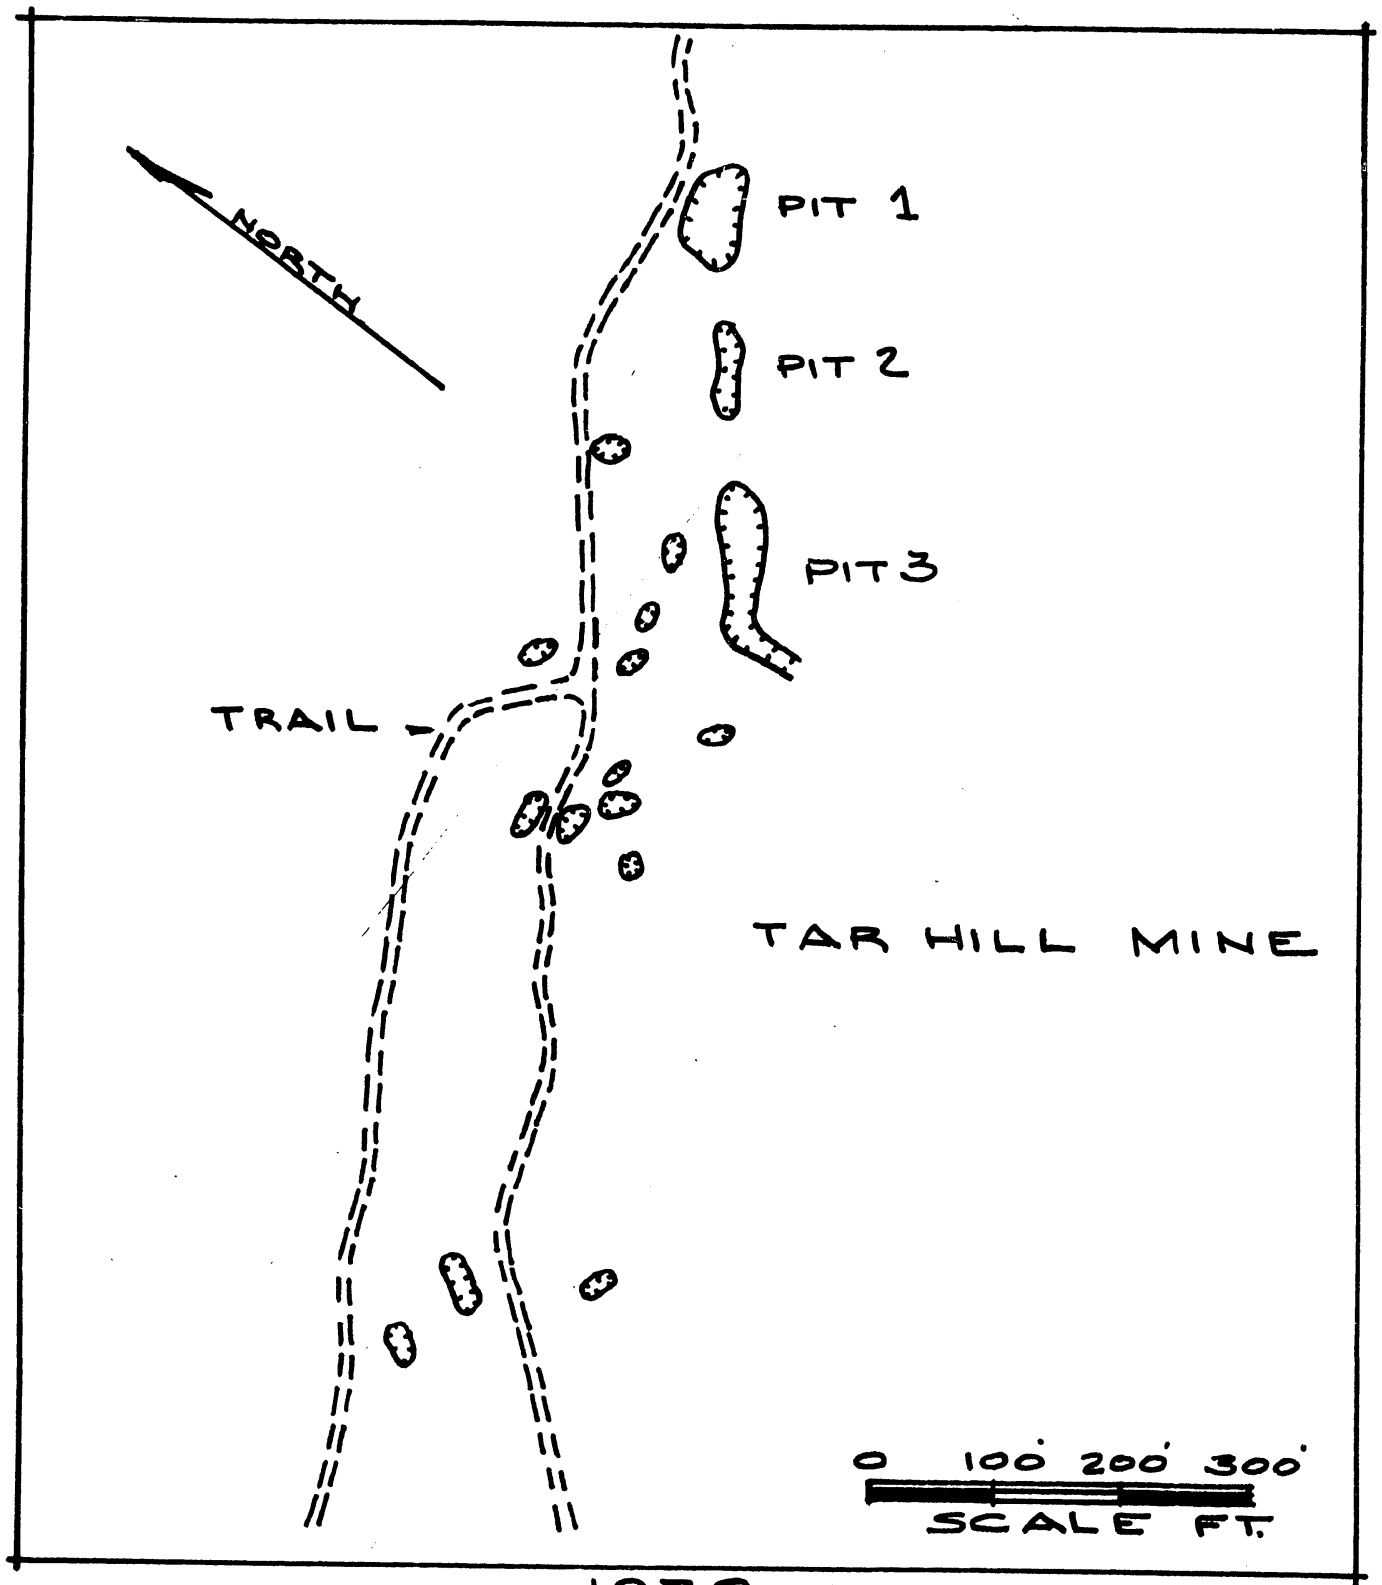 NORTH
PIT 1
PIT 2
PIT 3
TRAIL
TAR HILL MINE
0 100' 200' 300'
SCALE FT.